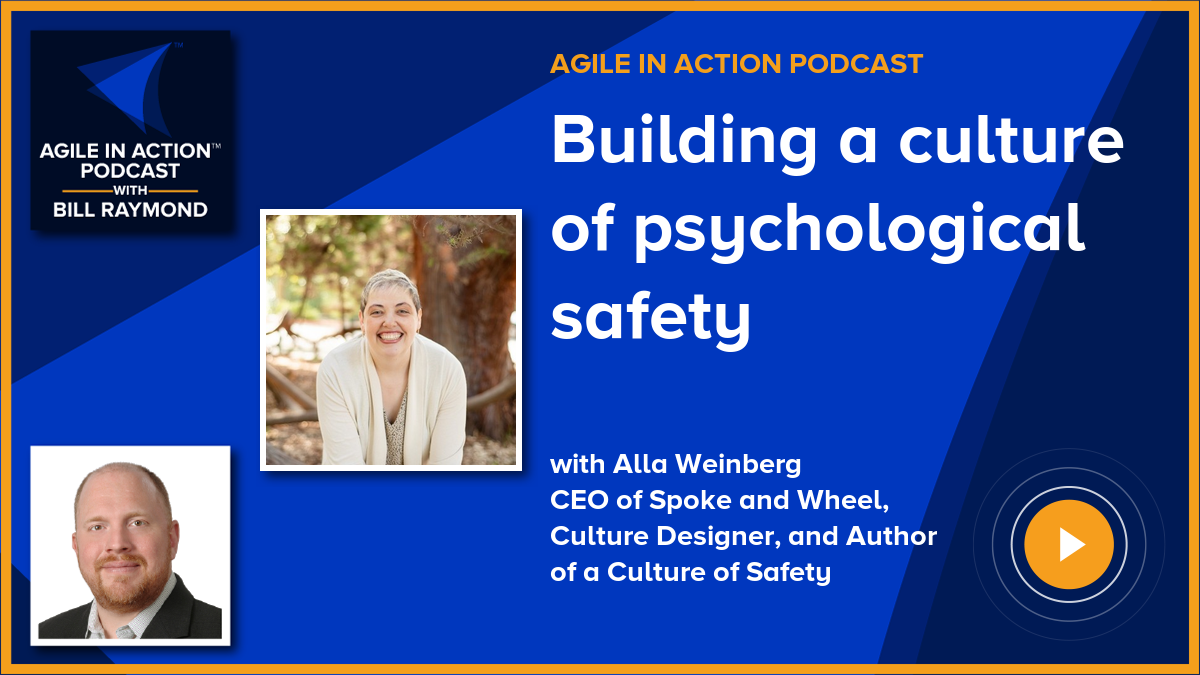 TM
AGILE IN ACTION™
PODCAST
WITH
BILL RAYMOND
AGILE IN ACTION PODCAST
Building a culture
of psychological
safety
with Alla Weinberg
CEO of Spoke and Wheel,
Culture Designer, and Author
of a Culture of Safety